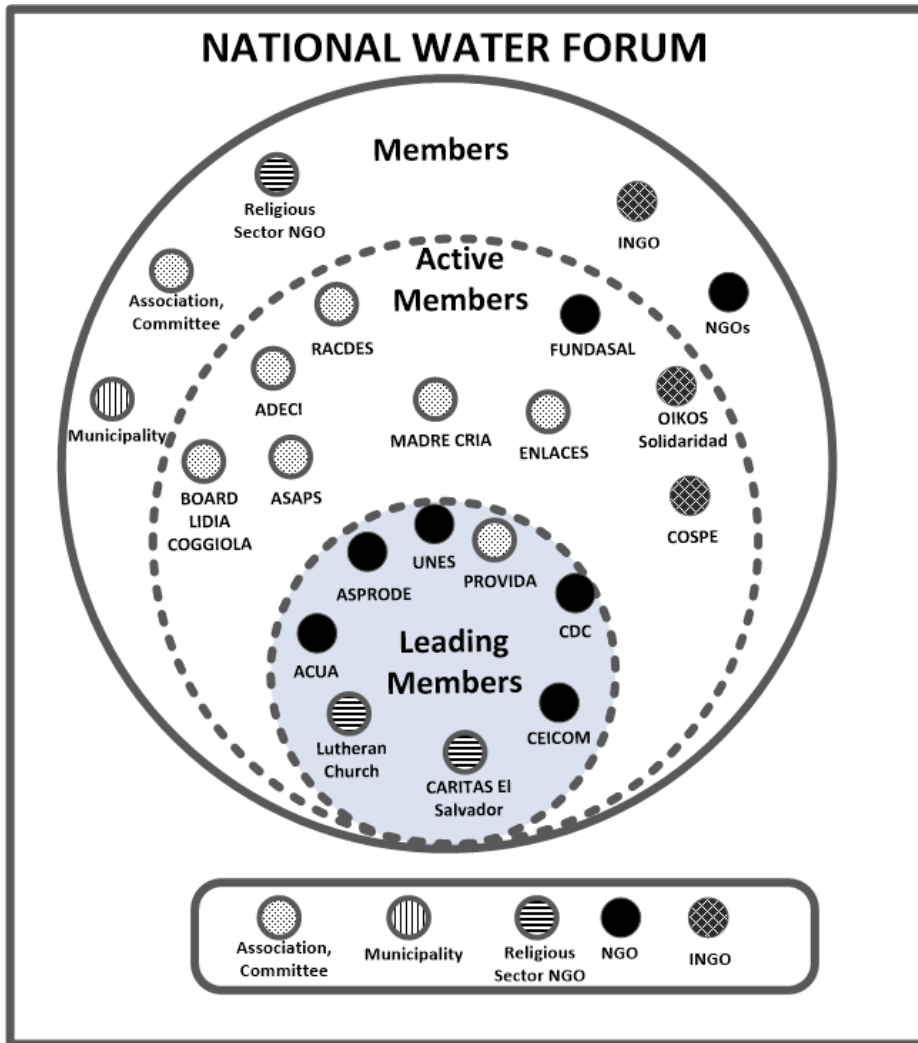 NATIONAL WATER FORUM
Members
Religious
Sector NGO
INGO
Association,
Committee
NGOs
Municipality
Active
Members
RACDES
FUNDASAL
ADECI
MADRE CRIA
ENLACES
OIKOS
Solidaridad
BOARD
LIDIA
COGGIOLA
ASAPS
COSPE
UNES
PROVIDA
ASPRODE
CDC
ACUA
Leading
Members
CEICOM
Lutheran
Church
CARITAS El
Salvador
Association,
Committee
Municipality
Religious
Sector NGO
NGO
INGO